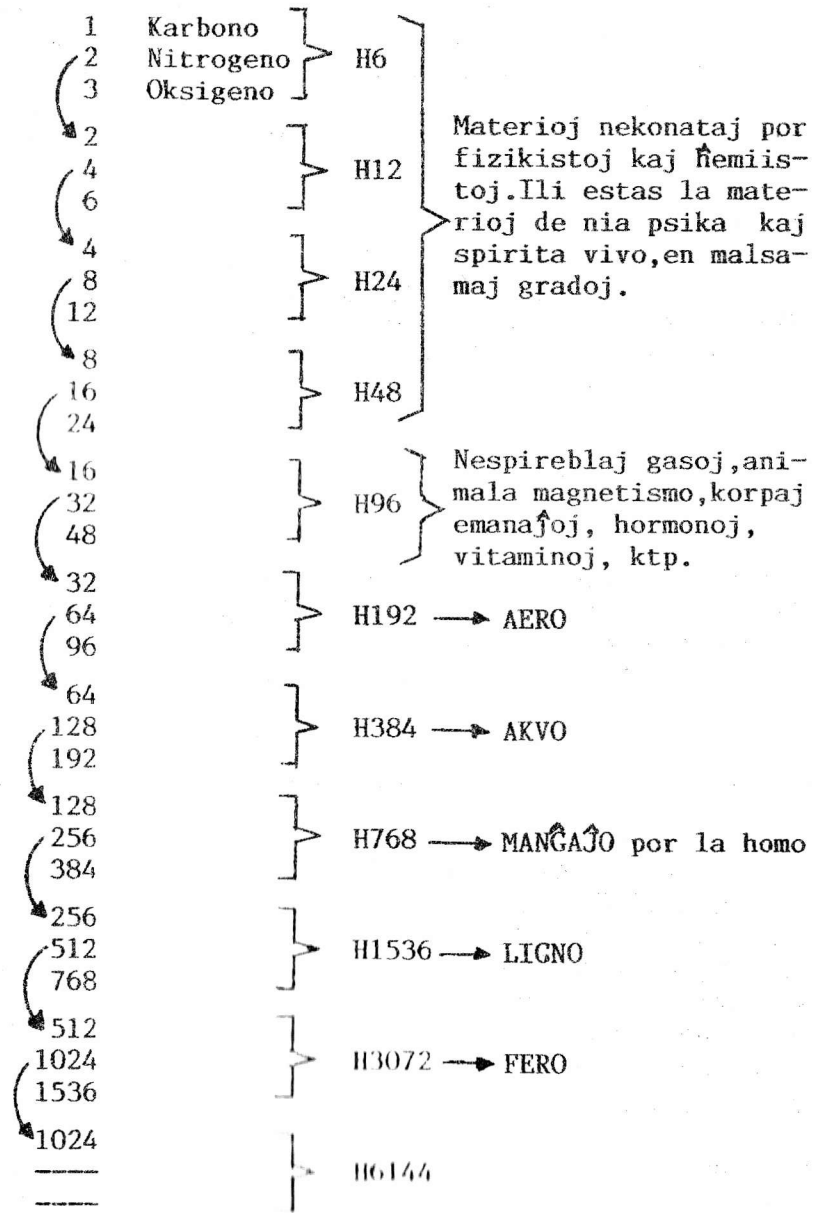 1 Karbono
2 Nitrogeno H6
3 Oksigeno
2
4 H12
6
4
8 H24
12
8
16 H48
24
Materioj nekonataj por
fizikistoj kaj ĥemiis-
toj.Ili estas la mate-
rioj de nia psika kaj
spirita vivo,en malsa-
maj gradoj.
16
32 H96
48
Nespireblaj gasoj,ani-
mala magnetismo,korpaj
emanaĵoj, hormonoj,
vitaminoj, ktp.
32
64 H192 → AERO
96
64
128 H384 → AKVO
192
128
256 H768 → MANĜAĴO por la homo
384
256
512 H1536 → LIGNO
768
512
1024 H3072 → FERO
1536
1024
---- H6144
----